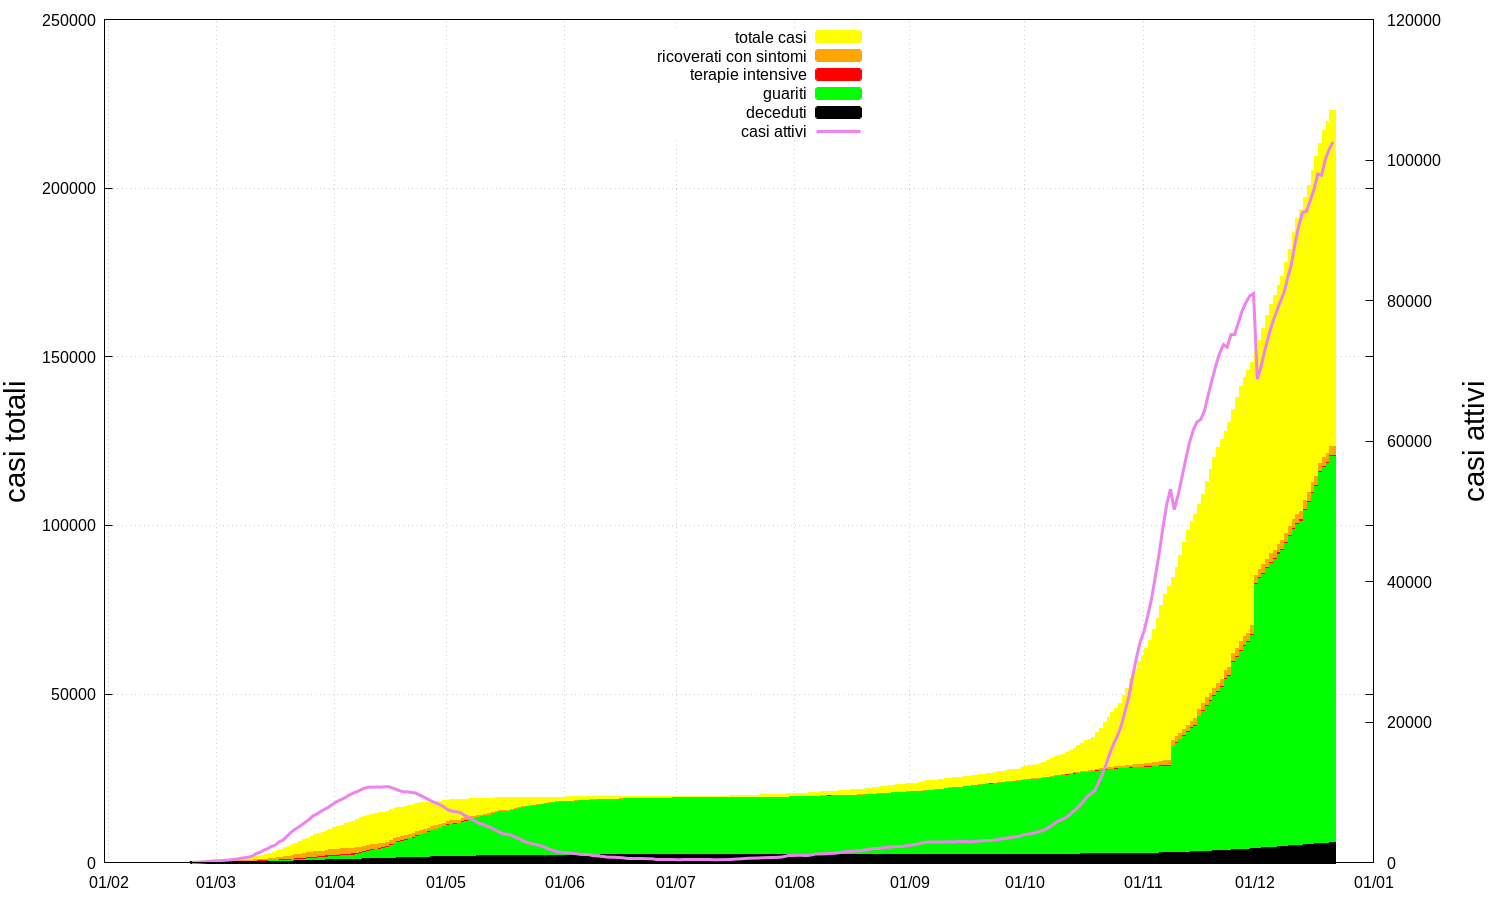 totale casi
ricoverati con sintomi
terapie intensive
guariti
deceduti
casi attivi
casi totali
250000
200000
150000
100000
50000
0
casi attivi
120000
100000
80000
60000
40000
20000
0
01/02 01/03 01/04 01/05 01/06 01/07 01/08 01/09 01/10 01/11 01/12 01/01